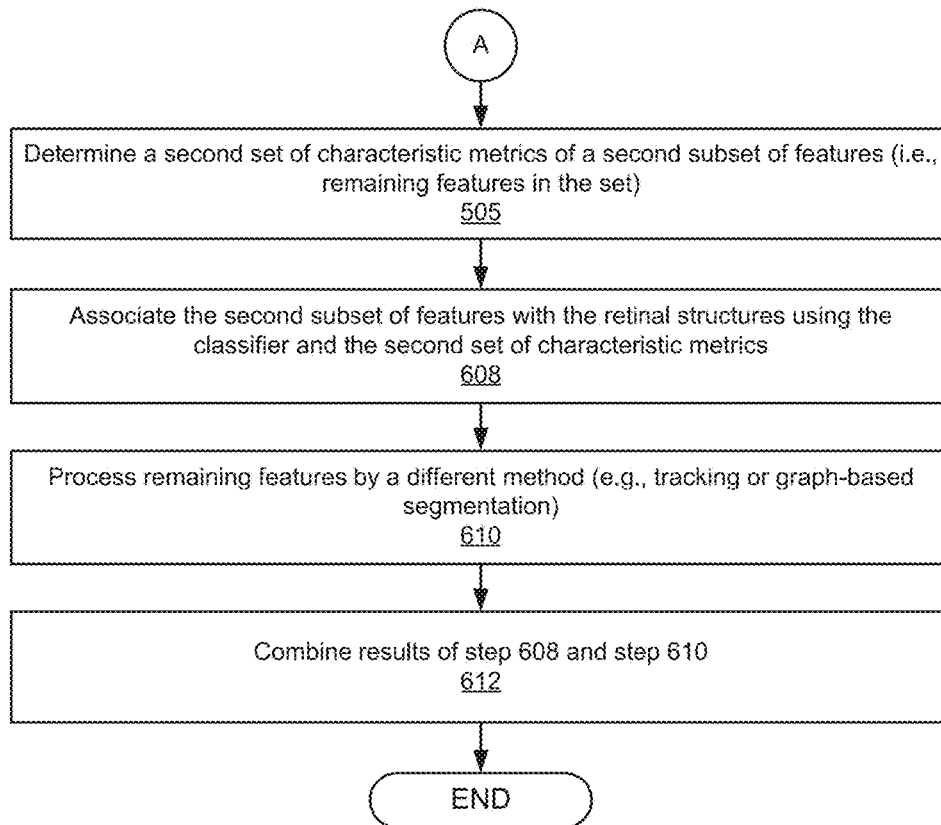 A
Determine a second set of characteristic metrics of a second subset of features (i.e.,
remaining features in the set)
505
Associate the second subset of features with the retinal structures using the
classifier and the second set of characteristic metrics
608
Process remaining features by a different method (e.g., tracking or graph-based
segmentation)
610
Combine results of step 608 and step 610
612
END